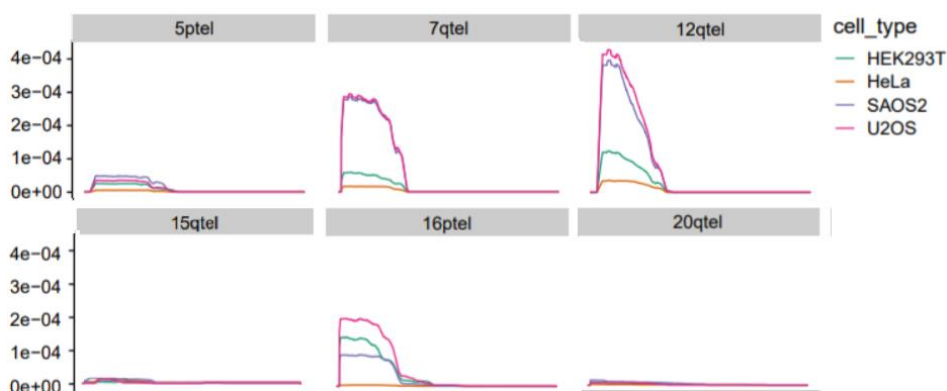 5ptel 7qtel 12qtel
cell_type
HEK293T
HeLa
SAOS2
U2OS
4e−04
3e−04
2e−04
1e−04
0e+00
15qtel 16ptel 20qtel
4e−04
3e−04
2e−04
1e−04
0e+00